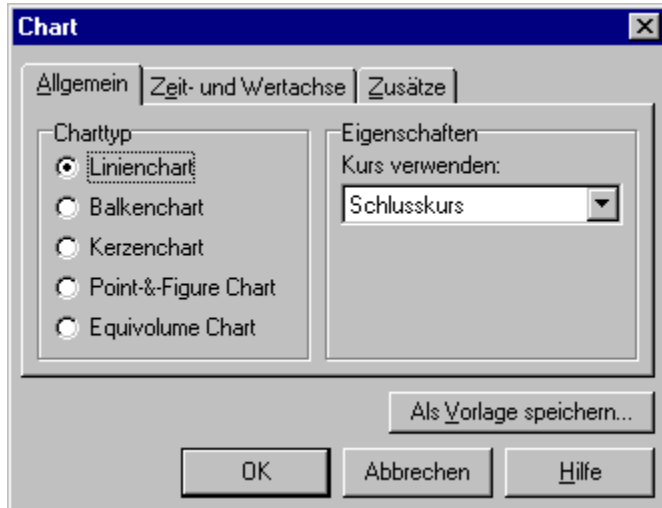 Chart
Allgemein Zeit- und Wertachse Zusätze
Charttyp
Linienchart
Balkenchart
Kerzenchart
Point-&-Figure Chart
Equivolume Chart
Eigenschaften
Kurs verwenden:
Schlusskurs
Als Vorlage speichern...
OK Abbrechen Hilfe